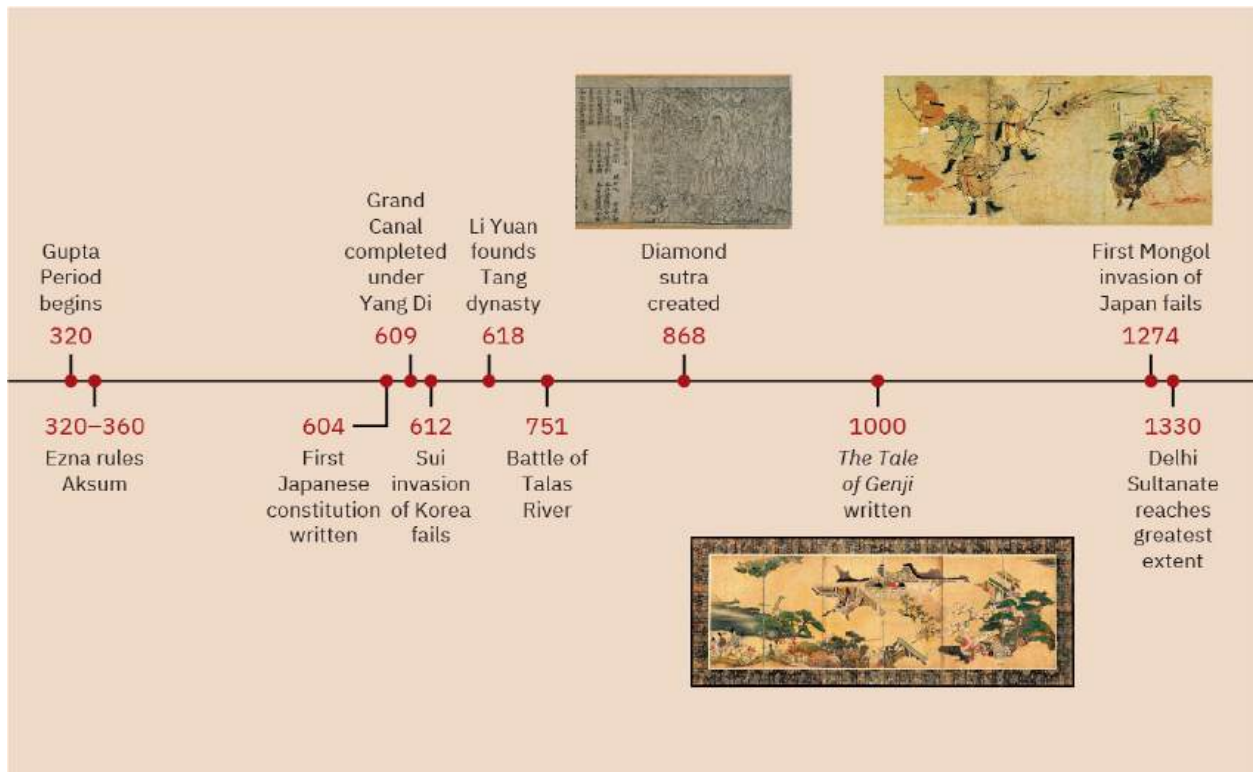 Gupta
Period
begins
320
320–360
Ezna rules
Aksum
604
First
Japanese
constitution
written
Grand
Canal
completed
under
Yang Di
609
612
Sui
invasion
of Korea
fails
Li Yuan
founds
Tang
dynasty
618
751
Battle of
Talas
River
Diamond
sutra
created
868
1000
The Tale
of Genji
written
First Mongol
invasion of
Japan fails
1274
1330
Delhi
Sultanate
reaches
greatest
extent